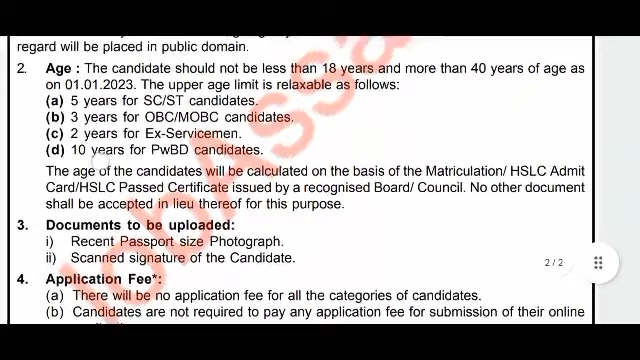 regard will be placed in public domain.
2. Age : The candidate should not be less than 18 years and more than 40 years of age as
on 01.01.2023. The upper age limit is relaxable as follows:
(a) 5 years for SC/ST candidates.
(b) 3 years for OBC/MOBC candidates.
(c) 2 years for Ex-Servicemen.
(d) 10 years for PwBD candidates.
The age of the candidates will be calculated on the basis of the Matriculation/ HSLC Admit
Card/HSLC Passed Certificate issued by a recognised Board/ Council. No other document
shall be accepted in lieu thereof for this purpose.
3. Documents to be uploaded:
i) Recent Passport size Photograph.
ii) Scanned signature of the Candidate.
2 / 2
4. Application Fee*:
(a) There will be no application fee for all the categories of candidates.
(b) Candidates are not required to pay any application fee for submission of their online